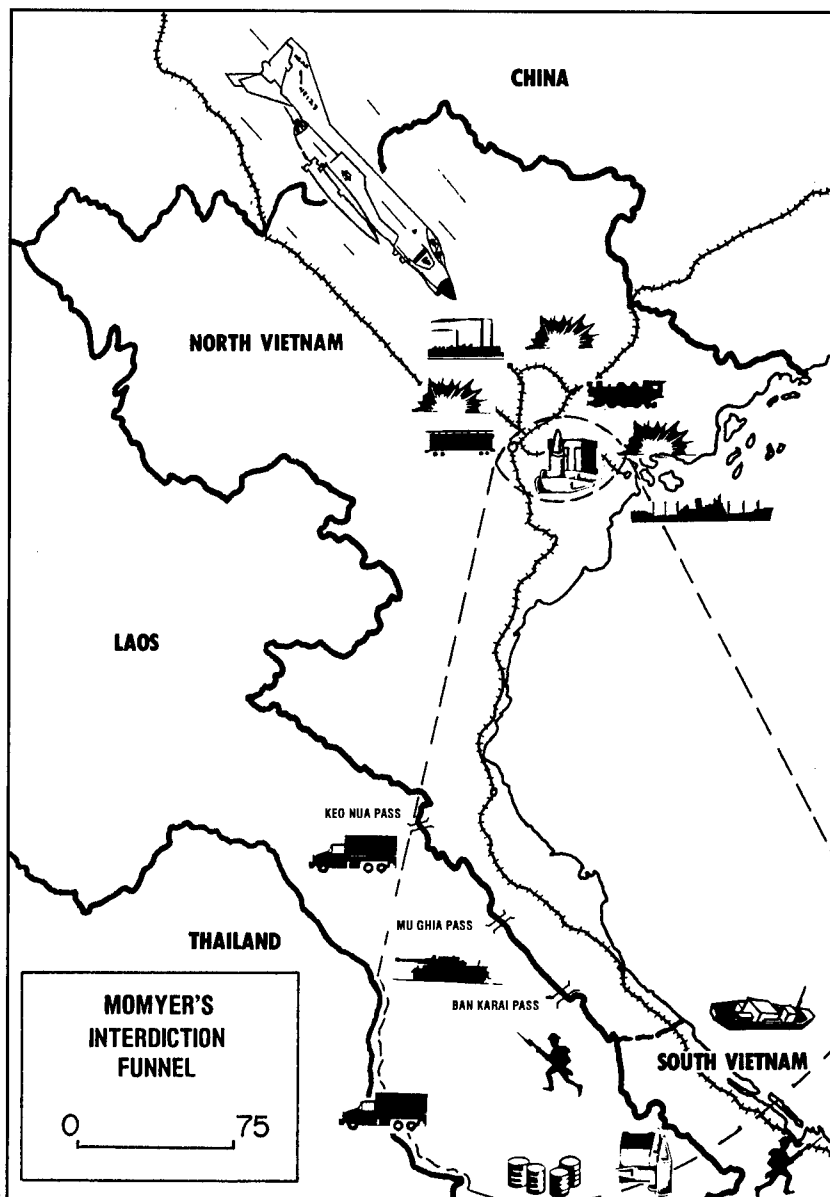 CHINA
NORTH VIETNAM
LAOS
KEO NUA PASS
THAILAND
MU GHIA PASS
BAN KARAI PASS
SOUTH VIETNAM
MOMYER'S
INTERDICTION
FUNNEL
0 75